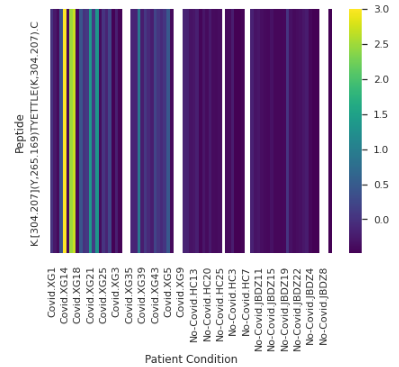 Peptide
K.[304.207](Y,265.169)TYETTLE(K,304.207).C
3.0
2.5
2.0
1.5
1.0
0.5
0.0
Covid.XG1
Covid.XG14
Covid.XG18
Covid.XG21
Covid.XG25
Covid.XG3
Covid.XG35
Covid.XG39
Covid.XG43
Covid.XG5
Covid.XG9
No-Covid.HC13
No-Covid.HC20
No-Covid.HC25
No-Covid.HC3
No-Covid.HC7
No-Covid.JBDZ11
No-Covid.JBDZ15
No-Covid.JBDZ19
No-Covid.JBDZ22
No-Covid.JBDZ4
No-Covid.JBDZ8
Patient Condition